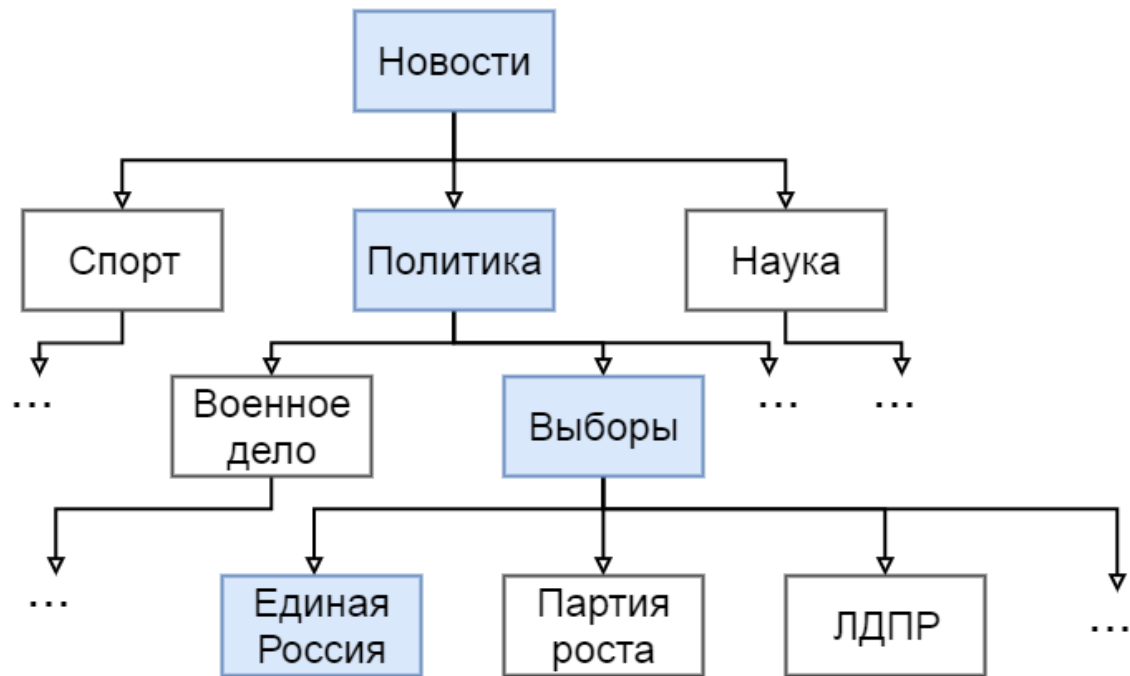 Новости
Спорт
Политика
Наука
...
Военное
дело
Выборы
...
...
...
Единая
Россия
Партия
роста
ЛДПР
...